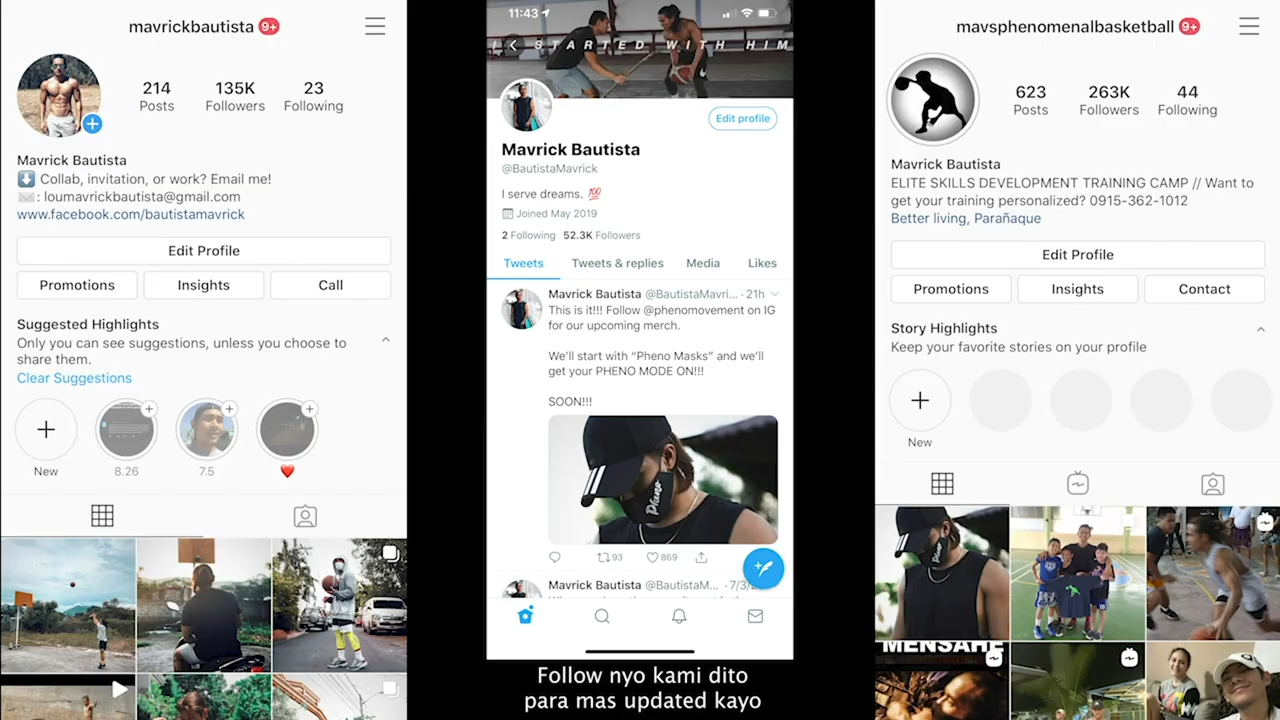 mavrickbautista 9+
214 135K 23
Posts Followers Following
Mavrick Bautista
Collab, invitation, or work? Email me!
: loumavrickbautista@gmail.com
www.facebook.com/bautistamavrick
Edit Profile
Promotions Insights Call
Suggested Highlights
Only you can see suggestions, unless you choose to
share them.
Clear Suggestions
New 8.26 7.5
11:43
I STARTED WITH HIM
Edit profile
Mavrick Bautista
@BautistaMavrick
I serve dreams. 💯
Joined May 2019
2 Following 52.3K Followers
Tweets Tweets & replies Media Likes
Mavrick Bautista @BautistaMavri... · 21h
This is it!!! Follow @phenomovement on IG
for our upcoming merch.
We'll start with "Pheno Masks" and we'll
get your PHENO MODE ON!!!
SOON!!!
Pheno
93 869
Mavrick Bautista @BautistaM... · 7/3/2
Follow nyo kami dito
para mas updated kayo
mavsphenomenalbasketball 9+
623 263K 44
Posts Followers Following
Mavrick Bautista
ELITE SKILLS DEVELOPMENT TRAINING CAMP // Want to
get your training personalized? 0915-362-1012
Better living, Parañaque
Edit Profile
Promotions Insights Contact
Story Highlights
Keep your favorite stories on your profile
New
MENSAHE